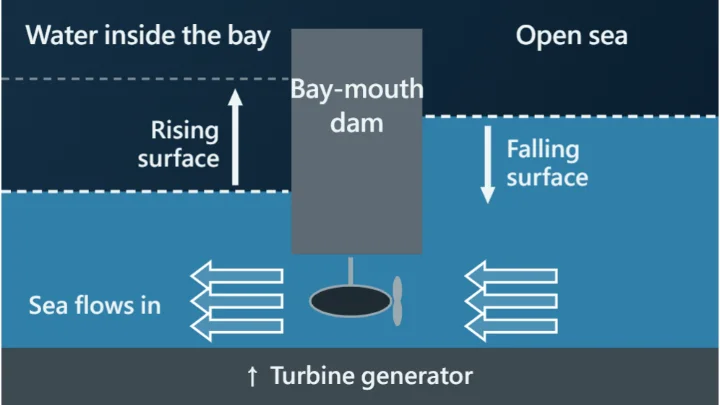 Water inside the bay
Open sea
Bay-mouth
dam
Rising
surface
Falling
surface
Sea flows in
↑ Turbine generator